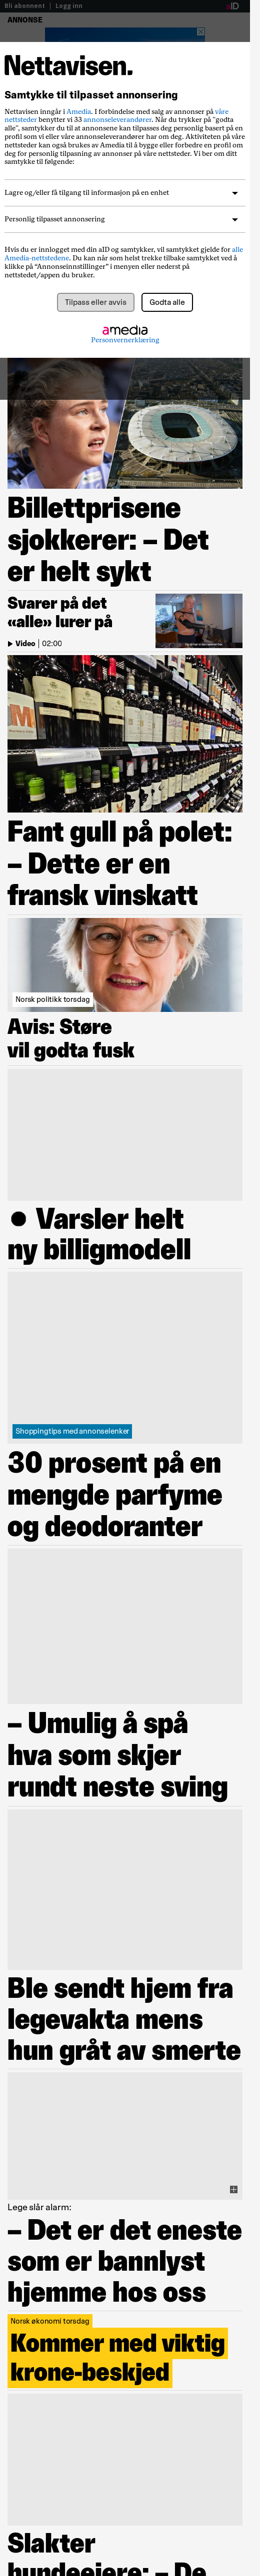 Bli abonnent | Logg inn
aID
ANNONSE
Nettavisen.
Samtykke til tilpasset annonsering
Nettavisen inngår i Amedia. I forbindelse med salg av annonser på våre
nettsteder benytter vi 33 annonseleverandører. Når du trykker på "godta
alle", samtykker du til at annonsene kan tilpasses deg personlig basert på en
profil som vi eller våre annonseleverandører har om deg. Aktiviteten på våre
nettsteder kan også brukes av Amedia til å bygge eller forbedre en profil om
deg for personlig tilpasning av annonser på våre nettsteder. Vi ber om ditt
samtykke til følgende:
Lagre og/eller få tilgang til informasjon på en enhet
Personlig tilpasset annonsering
Hvis du er innlogget med din aID og samtykker, vil samtykket gjelde for alle
Amedia-nettstedene. Du kan når som helst trekke tilbake samtykket ved å
klikke på “Annonseinnstillinger” i menyen eller nederst på
nettstedet/appen du bruker.
Tilpass eller avvis
Godta alle
amedia
Personvernerklæring
Billettprisene
sjokkerer: – Det
er helt sykt
Svarer på det
«alle» lurer på
Video | 02:00
Fant gull på polet:
– Dette er en
fransk vinskatt
Norsk politikk torsdag
Avis: Støre
vil godta fusk
● Varsler helt
ny billigmodell
Shoppingtips med annonselenker
30 prosent på en
mengde parfyme
og deodoranter
– Umulig å spå
hva som skjer
rundt neste sving
Ble sendt hjem fra
legevakta mens
hun gråt av smerte
Lege slår alarm:
– Det er det eneste
som er bannlyst
hjemme hos oss
Norsk økonomi torsdag
Kommer med viktig
krone-beskjed
Slakter
hundeeiere: – De